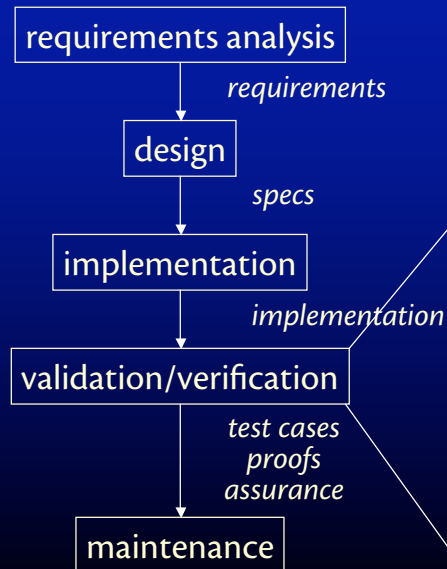 requirements analysis
requirements
design
specs
implementation
implementation
validation/verification
test cases
proofs
assurance
maintenance